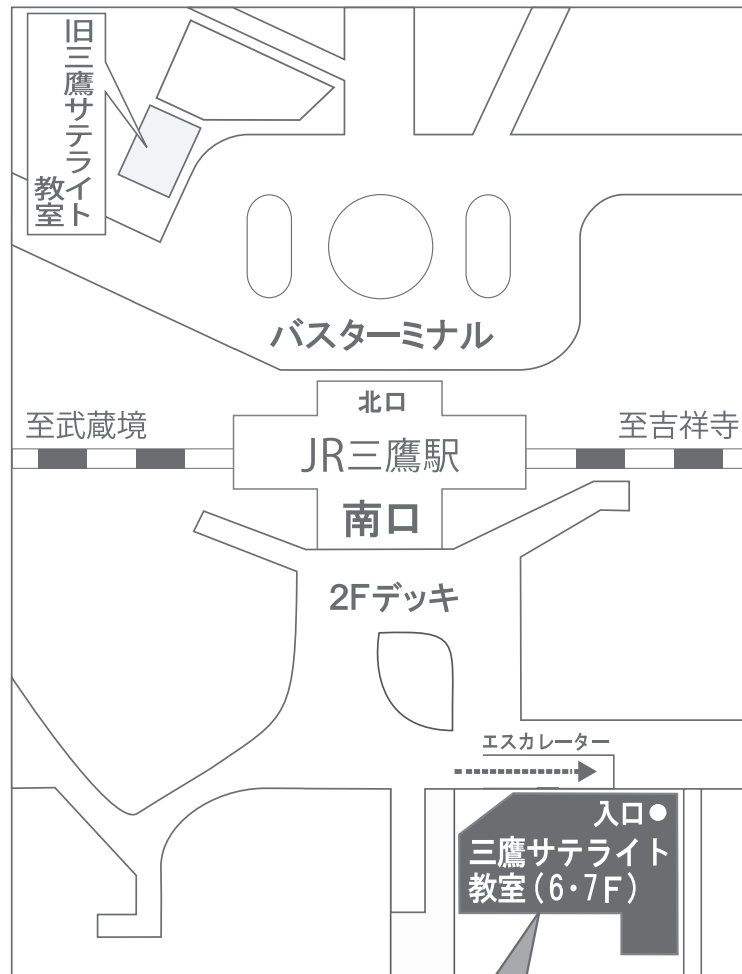 旧三鷹サテライト
教室
バスターミナル
北口
至武蔵境
JR三鷹駅
至吉祥寺
南口
2Fデッキ
エスカレーター
入口
三鷹サテライト
教室(6・7F)